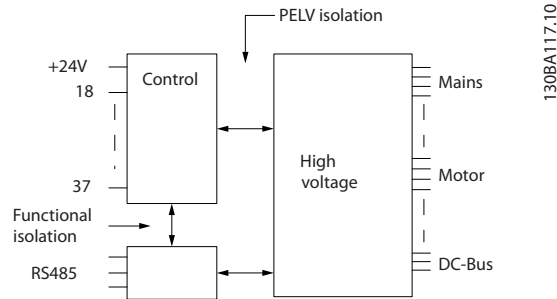 PELV isolation
130BA117.10
+24V
Control
Mains
18
High
voltage
Motor
37
Functional
isolation
RS485
DC-Bus